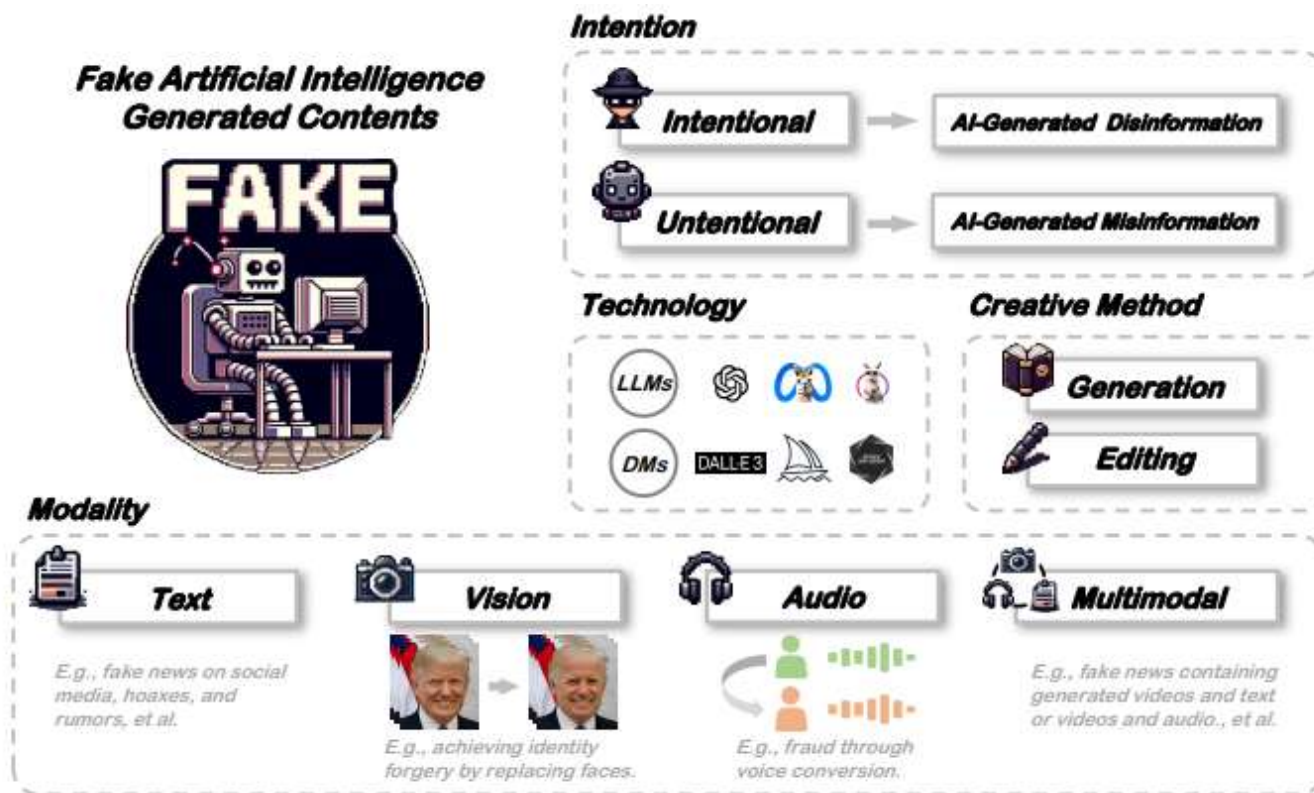 Fake Artificial Intelligence
Generated Contents
FAKE
Intention
Intentional
AI-Generated Disinformation
Untentional
AI-Generated Misinformation
Technology
LLMs
DMs
DALL·E 3
Creative Method
Generation
Editing
Modality
Text
E.g., fake news on social
media, hoaxes, and
rumors, et al.
Vision
E.g., achieving identity
forgery by replacing faces.
Audio
E.g., fraud through
voice conversion.
Multimodal
E.g., fake news containing
generated videos and text
or videos and audio., et al.